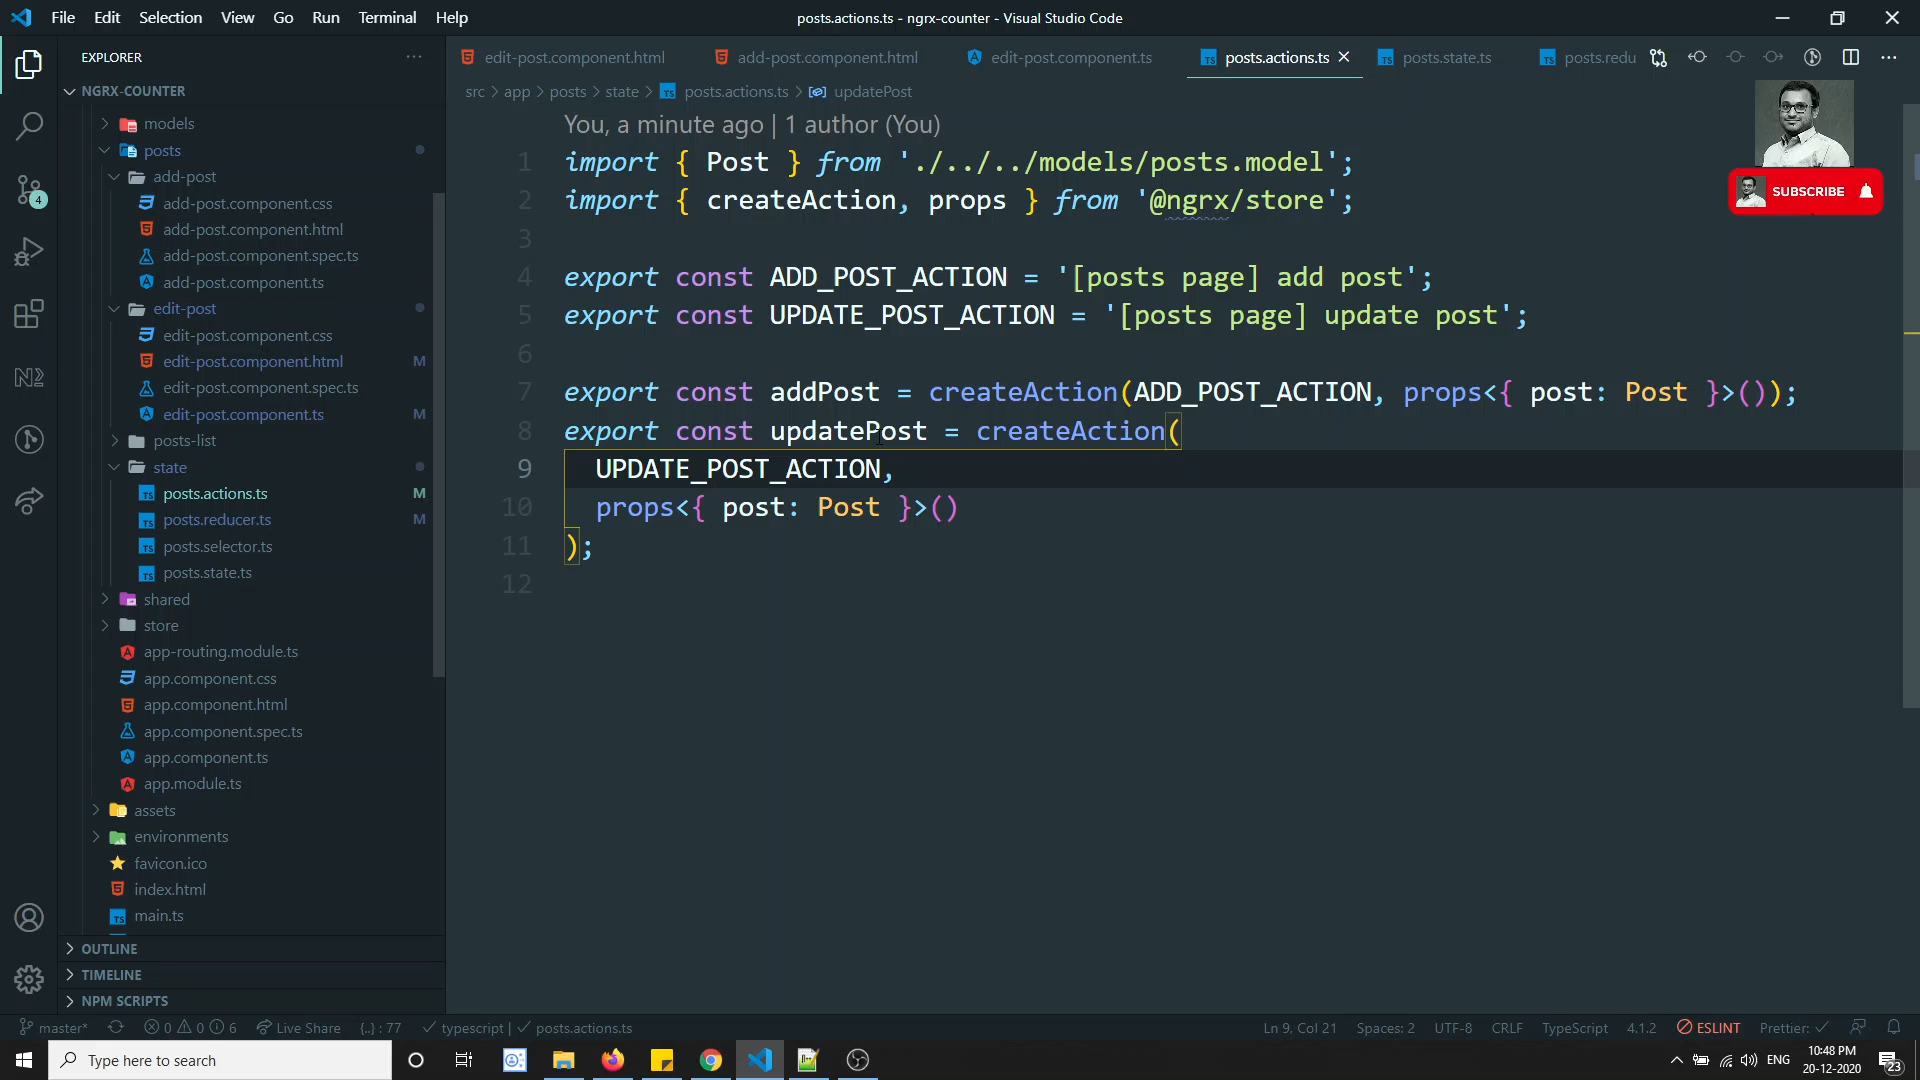 File Edit Selection View Go Run Terminal Help
posts.actions.ts - ngrx-counter - Visual Studio Code
EXPLORER
NGRX-COUNTER
models
posts
add-post
add-post.component.css
add-post.component.html
add-post.component.spec.ts
add-post.component.ts
edit-post
edit-post.component.css
edit-post.component.html M
edit-post.component.spec.ts
edit-post.component.ts M
posts-list
state
posts.actions.ts M
posts.reducer.ts M
posts.selector.ts
posts.state.ts
shared
store
app-routing.module.ts
app.component.css
app.component.html
app.component.spec.ts
app.component.ts
app.module.ts
assets
environments
favicon.ico
index.html
main.ts
OUTLINE
TIMELINE
NPM SCRIPTS
4
edit-post.component.html add-post.component.html edit-post.component.ts posts.actions.ts posts.state.ts posts.redu
src > app > posts > state > posts.actions.ts > updatePost
You, a minute ago | 1 author (You)
1 import { Post } from './../../models/posts.model';
2 import { createAction, props } from '@ngrx/store';
3
4 export const ADD_POST_ACTION = '[posts page] add post';
5 export const UPDATE_POST_ACTION = '[posts page] update post';
6
7 export const addPost = createAction(ADD_POST_ACTION, props<{ post: Post }>());
8 export const updatePost = createAction(
9 UPDATE_POST_ACTION,
10 props<{ post: Post }>()
11 );
12
SUBSCRIBE
master* 0 0 6 Live Share {..} : 77 typescript | posts.actions.ts
Ln 9, Col 21 Spaces: 2 UTF-8 CRLF TypeScript 4.1.2 ESLINT Prettier:
Type here to search
ENG
10:48 PM
20-12-2020
23